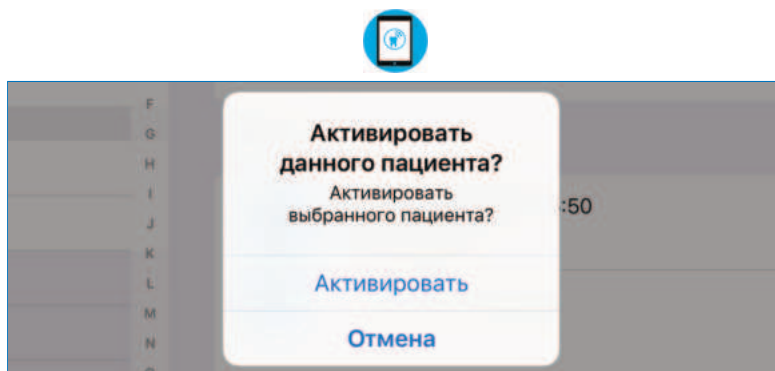 F
G
H
I
J
K
L
M
N
Активировать
данного пациента?
Активировать
выбранного пациента?
:50
Активировать
Отмена